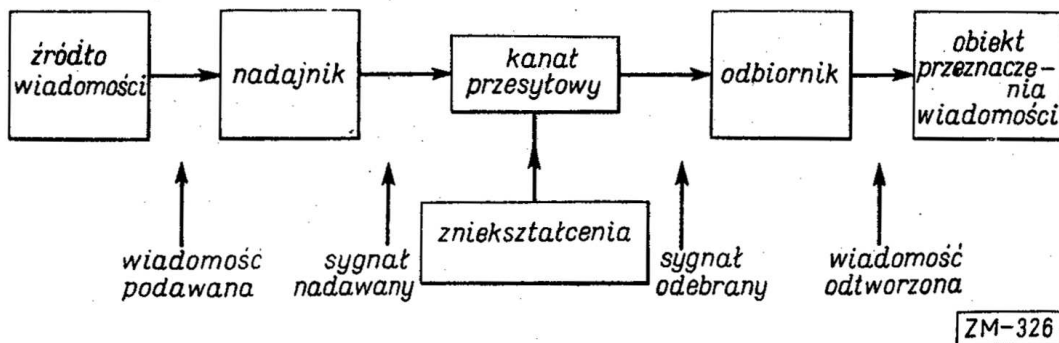 źródło
wiadomości
nadajnik
kanał
przesyłowy
odbiornik
obiekt
przeznacze-
nia
wiadomości
zniekształcenia
wiadomość
podawana
sygnał
nadawany
sygnał
odebrany
wiadomość
odtworzona
ZM-326